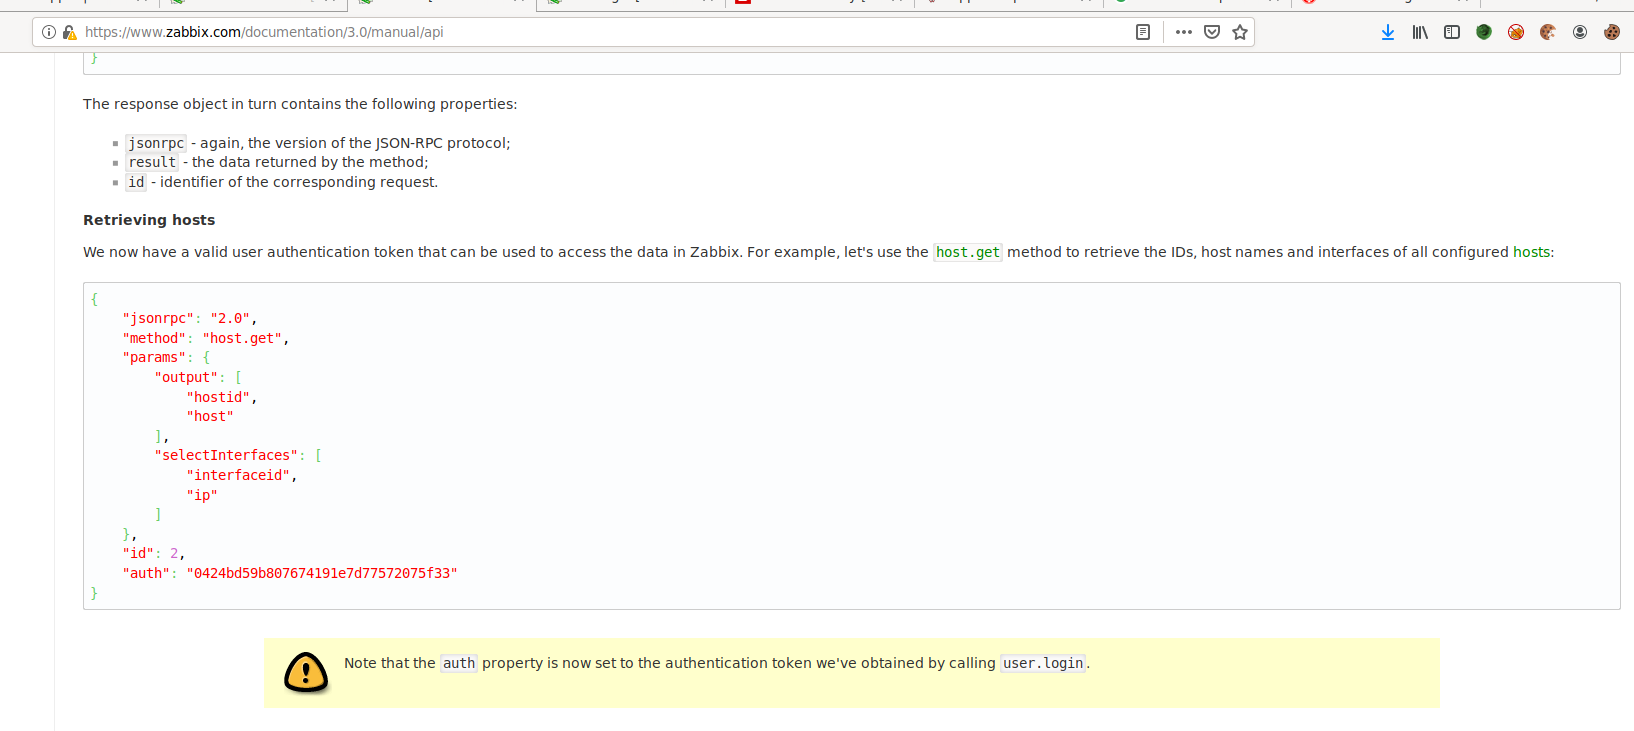 https://www.zabbix.com/documentation/3.0/manual/api
}
The response object in turn contains the following properties:
jsonrpc - again, the version of the JSON-RPC protocol;
result - the data returned by the method;
id - identifier of the corresponding request.
Retrieving hosts
We now have a valid user authentication token that can be used to access the data in Zabbix. For example, let's use the host.get method to retrieve the IDs, host names and interfaces of all configured hosts:
{
"jsonrpc": "2.0",
"method": "host.get",
"params": {
"output": [
"hostid",
"host"
],
"selectInterfaces": [
"interfaceid",
"ip"
]
},
"id": 2,
"auth": "0424bd59b807674191e7d77572075f33"
}
Note that the auth property is now set to the authentication token we've obtained by calling user.login.